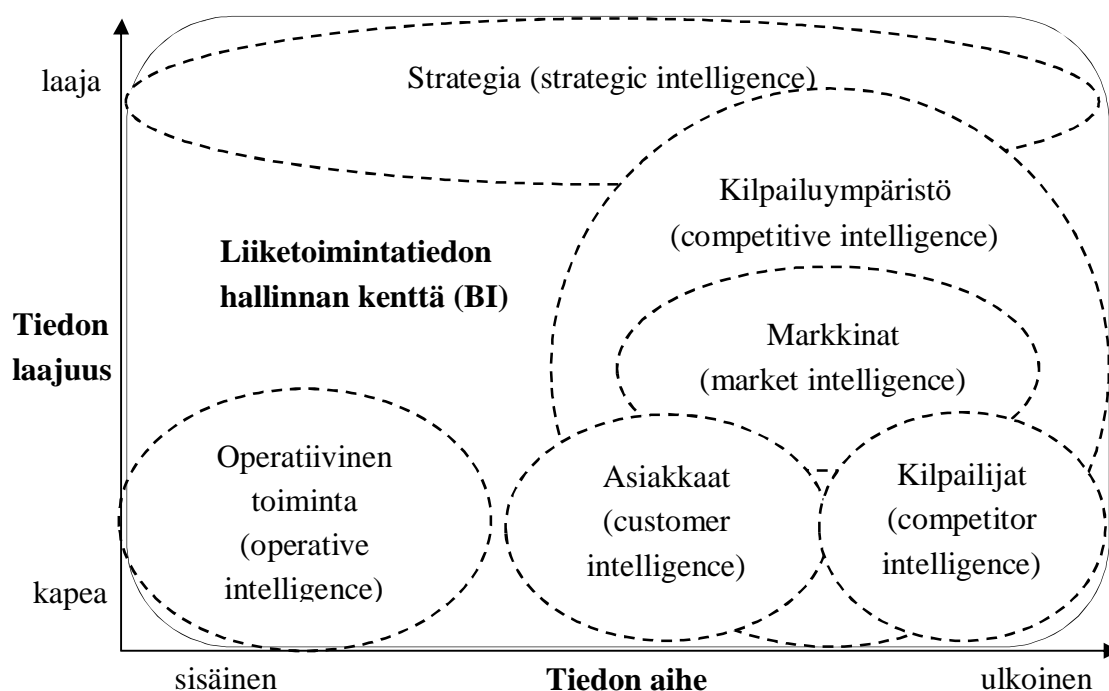 laaja
Strategia (strategic intelligence)
Kilpailuympäristö
(competitive intelligence)
Liiketoimintatiedon
hallinnan kenttä (BI)
Tiedon
laajuus
Markkinat
(market intelligence)
Operatiivinen
toiminta
(operative
intelligence)
Asiakkaat
(customer
intelligence)
Kilpailijat
(competitor
intelligence)
kapea
sisäinen
Tiedon aihe
ulkoinen